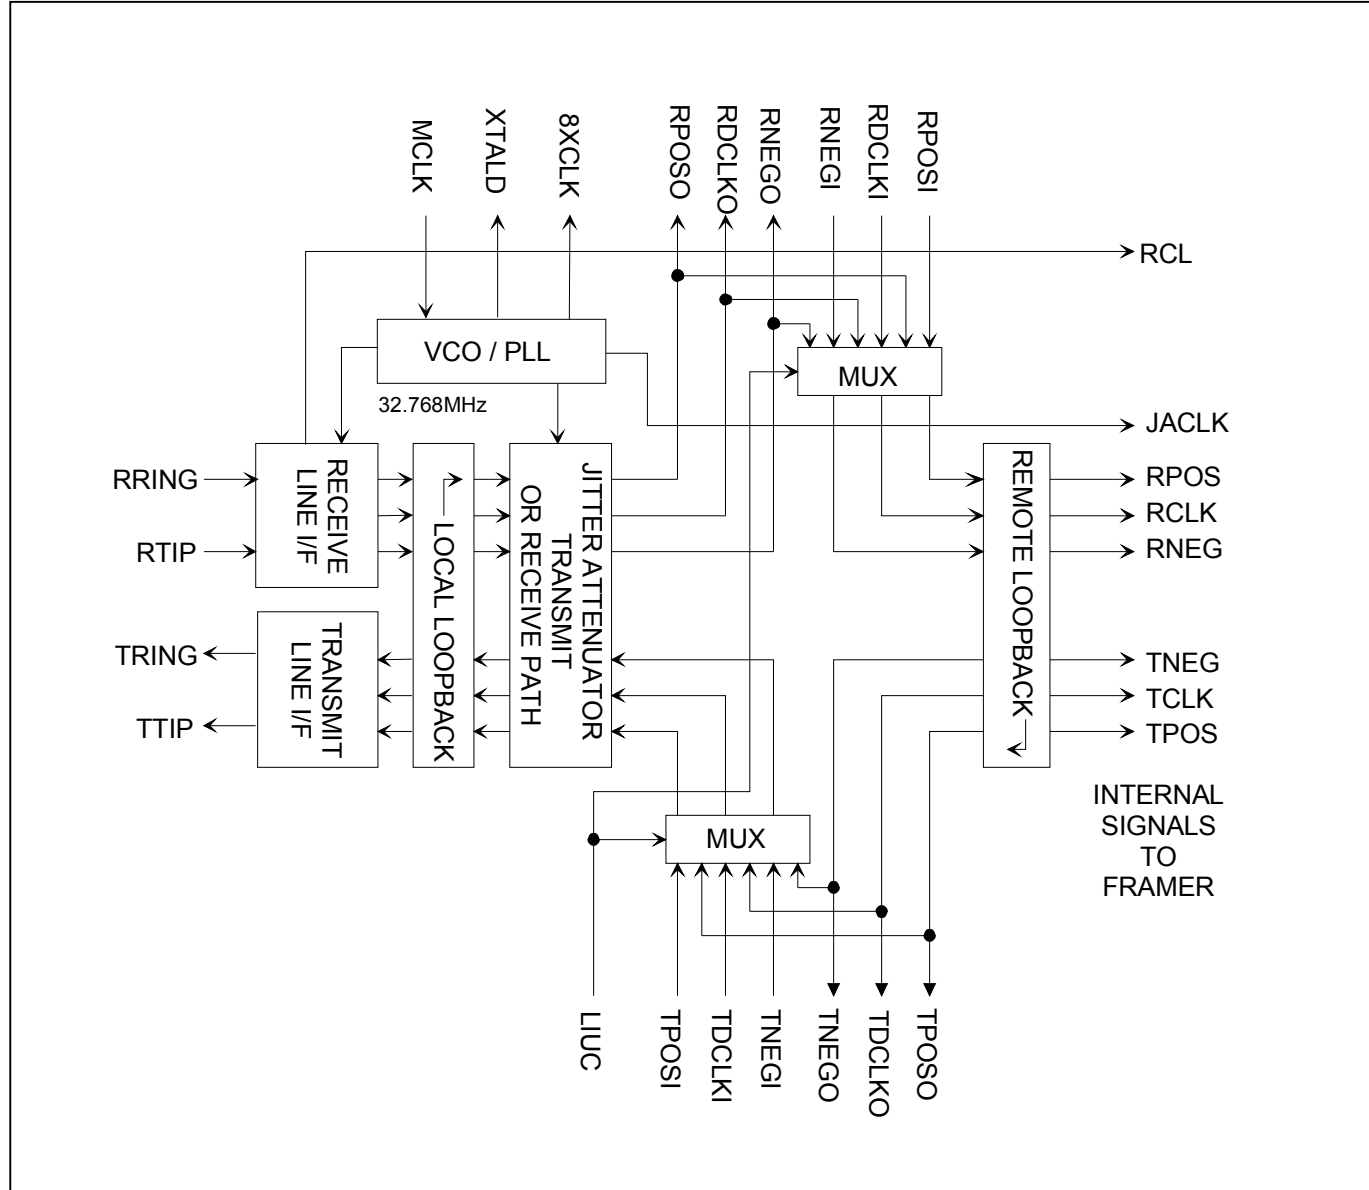 MCLK
XTALD
8XCLK
RPOSO
RDCLKO
RNEGO
RNEGI
RDCLKI
RPOSI
RCL
VCO / PLL
MUX
32.768MHz
JACLK
RRING
RTIP
RECEIVE
LINE I/F
LOCAL LOOPBACK
JITTER ATTENUATOR
TRANSMIT
OR RECEIVE PATH
REMOTE LOOPBACK
RPOS
RCLK
RNEG
TRING
TTIP
TRANSMIT
LINE I/F
TNEG
TCLK
TPOS
MUX
INTERNAL
SIGNALS
TO
FRAMER
LIUC
TPOSI
TDCLKI
TNEGI
TNEGO
TDCLKO
TPOSO